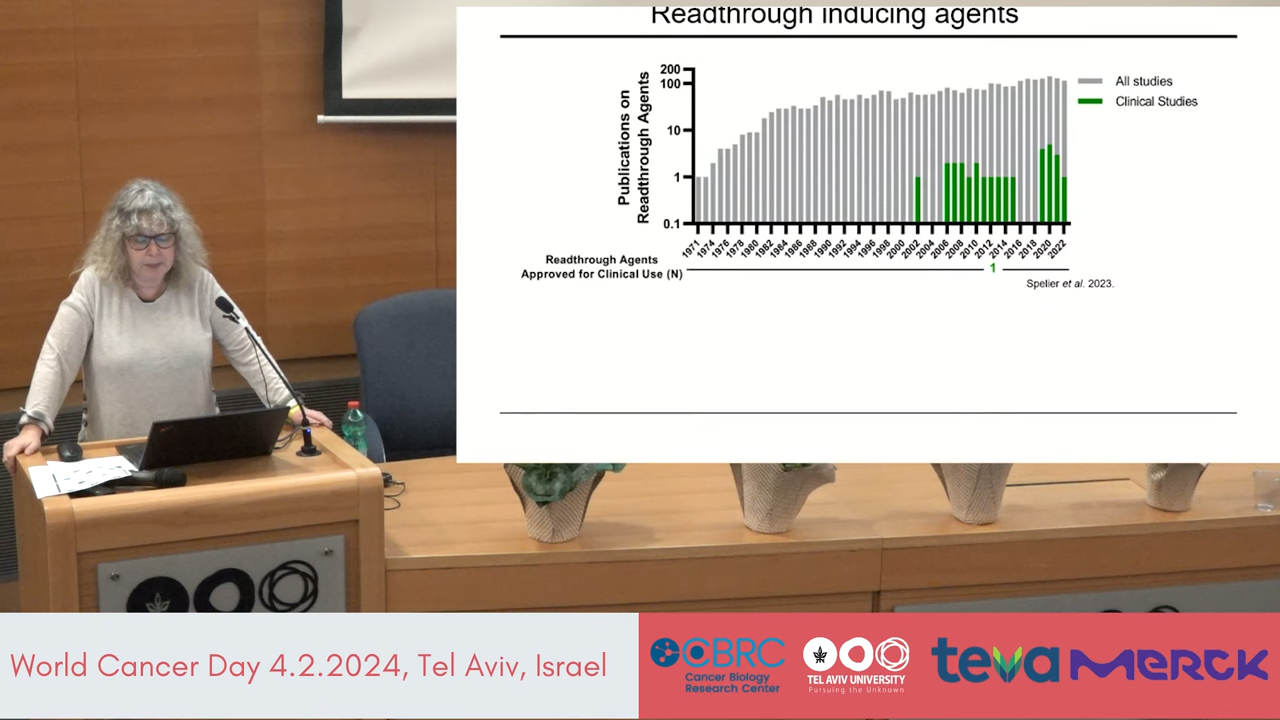 Readthrough inducing agents
Publications on
Readthrough Agents
200
100
10
1
0.1
All studies
Clinical Studies
1971
1974
1976
1978
1980
1982
1984
1986
1988
1990
1992
1994
1996
1998
2000
2002
2004
2006
2008
2010
2012
2014
2016
2018
2020
2022
Readthrough Agents
Approved for Clinical Use (N)
1
Spelier et al. 2023.
World Cancer Day 4.2.2024, Tel Aviv, Israel
CBRC
Cancer Biology
Research Center
TEL AVIV UNIVERSITY
Pursuing the Unknown
teva
MERCK